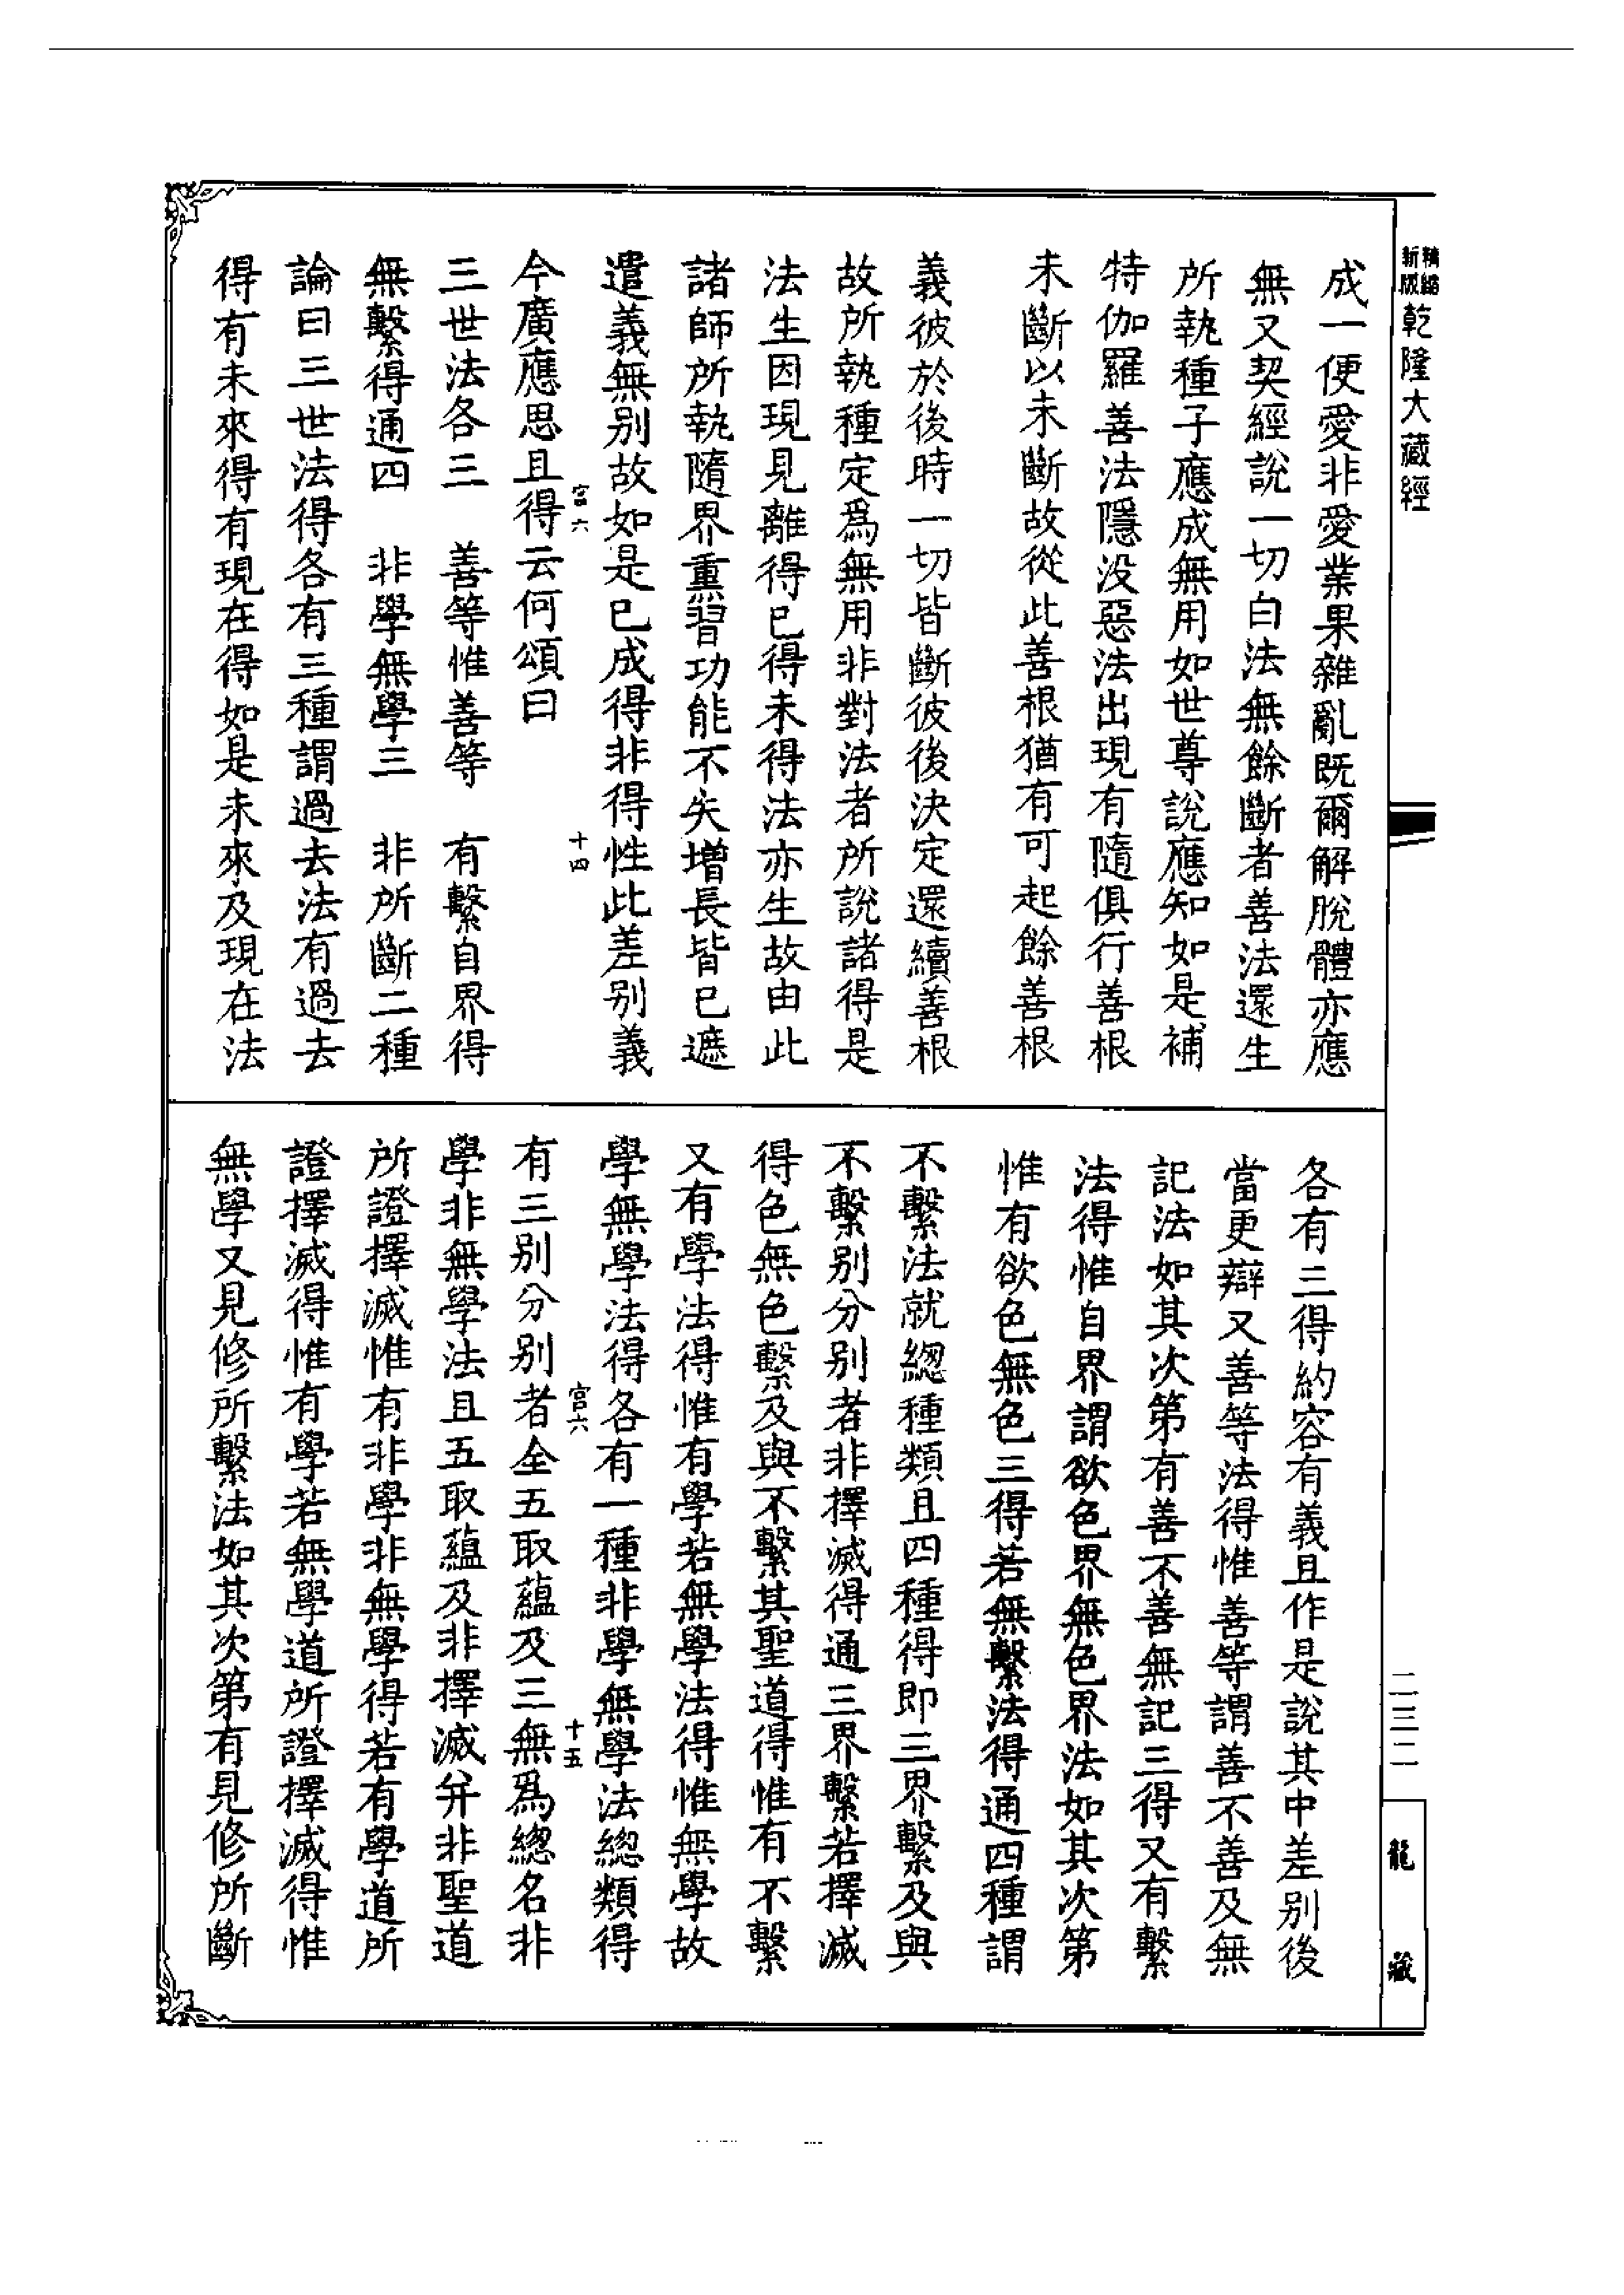 精縮
新版
乾隆大藏經
成一便愛非愛業果雜亂既爾解脫體亦應
無又契經說一切白法無餘斷者善法還生
所執種子應成無用如世尊說應知如是補
特伽羅善法隱没惡法出現有隨俱行善根
未斷以未斷故從此善根猶有可起餘善根
義彼於後時一切皆斷彼後決定還續善根
故所執種定爲無用非對法者所說諸得是
法生因現見離得已得未得法亦生故由此
諸師所執隨界熏習功能不失增長皆已遮
遣義無别故如是已成得非得性此差别義
宫六
十四
今廣應思且得云何頌曰
三世法各三　善等惟善等　有繫自界得
無繫得通四　非學無學三　非所斷二種
論曰三世法得各有三種謂過去法有過去
得有未來得有現在得如是未來及現在法
各有三得約容有義且作是說其中差别後
當更辯又善等法得惟善等謂善不善及無
記法如其次第有善不善無記三得又有繫
法得惟自界謂欲色界無色界法如其次第
惟有欲色無色三得若無繫法得通四種謂
不繫法就緫種類且四種得即三界繫及與
不繫别分别者非擇滅得通三界繫若擇滅
得色無色繫及與不繫其聖道得惟有不繫
又有學法得惟有學若無學法得惟無學故
學無學法得各有一種非學無學法緫類得
宫六
十五
有三别分别者全五取蘊及三無爲緫名非
學非無學法且五取蘊及非擇滅并非聖道
所證擇滅惟有非學非無學得若有學道所
證擇滅得惟有學若無學道所證擇滅得惟
無學又見修所繫法如其次第有見修所斷
二三二
龍藏